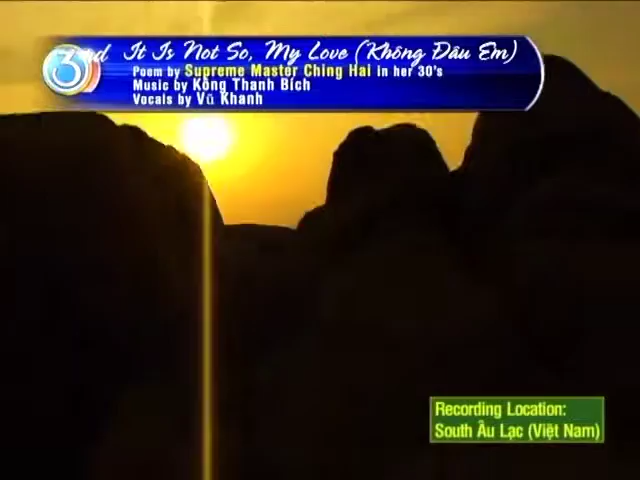 3rd It Is Not So, My Love (Không Đâu Em)
Poem by Supreme Master Ching Hai in her 30's
Music by Kông Thanh Bích
Vocals by Vũ Khanh
Recording Location:
South Âu Lạc (Việt Nam)